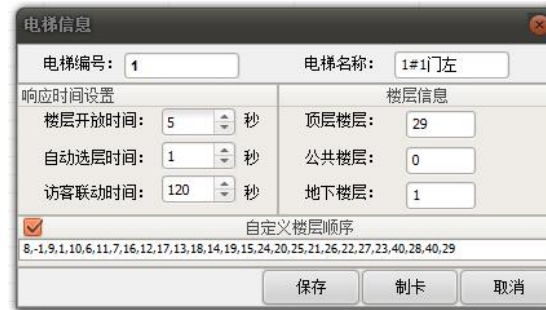 电梯信息
电梯编号： 1 电梯名称： 1#1门左
响应时间设置 楼层信息
楼层开放时间： 5 秒 顶层楼层： 29
自动选层时间： 1 秒 公共楼层： 0
访客联动时间： 120 秒 地下楼层： 1
自定义楼层顺序
8,-1,9,1,10,6,11,7,16,12,17,13,18,14,19,15,24,20,25,21,26,22,27,23,40,28,40,29
保存 制卡 取消